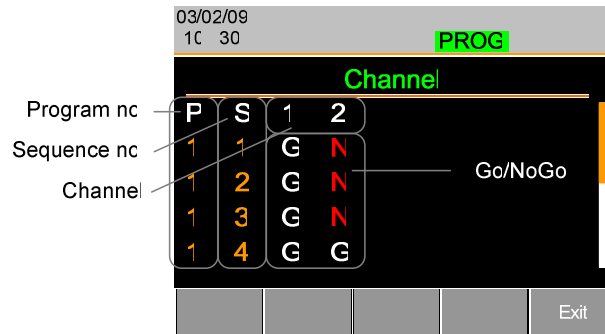 03/02/09
10 30
PROG
Channel
Program no
P S 1 2
Sequence no
1 1 G N
Channel
1 2 G N
Go/NoGo
1 3 G N
1 4 G G
Exit